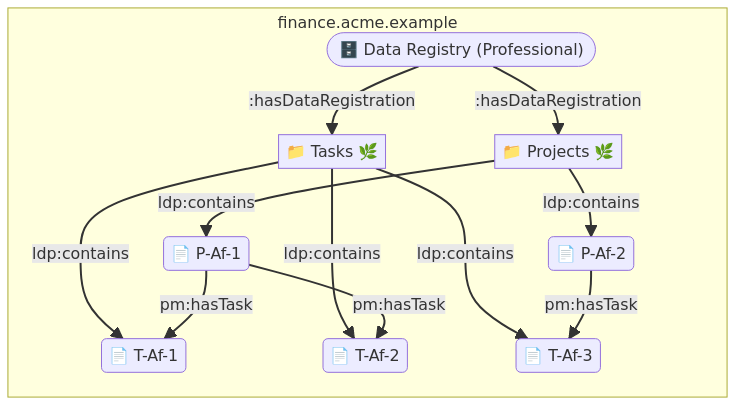 finance.acme.example
🗄️ Data Registry (Professional)
:hasDataRegistration
:hasDataRegistration
📁 Tasks 🌿
📁 Projects 🌿
ldp:contains
ldp:contains
ldp:contains
📄 P-Af-1
ldp:contains
ldp:contains
📄 P-Af-2
pm:hasTask
pm:hasTask
pm:hasTask
📄 T-Af-1
📄 T-Af-2
📄 T-Af-3